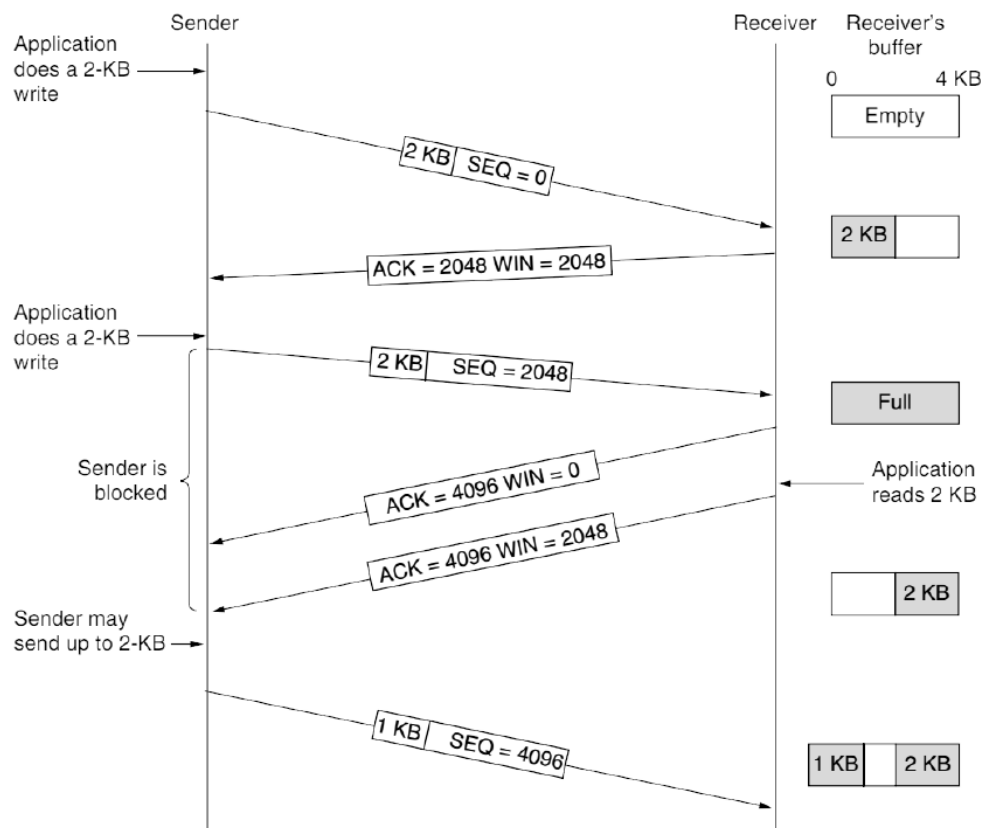 Sender
Receiver
Receiver's
buffer
Application
does a 2-KB
write
0
4 KB
Empty
2 KB
SEQ = 0
2 KB
ACK = 2048 WIN = 2048
Application
does a 2-KB
write
2 KB
SEQ = 2048
Full
Sender is
blocked
ACK = 4096 WIN = 0
Application
reads 2 KB
ACK = 4096 WIN = 2048
2 KB
Sender may
send up to 2-KB
1 KB
SEQ = 4096
1 KB
2 KB